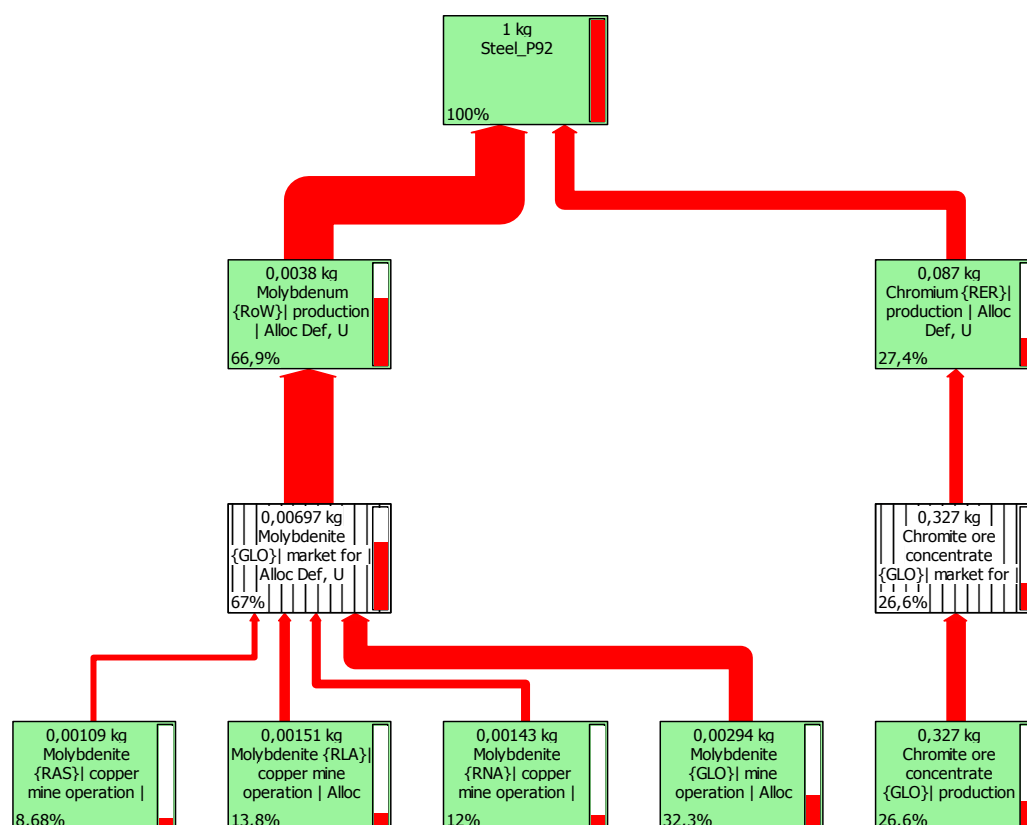 1 kg
Steel_P92
100%
0,0038 kg
Molybdenum
{RoW}| production
| Alloc Def, U
66,9%
0,087 kg
Chromium {RER}|
production | Alloc
Def, U
27,4%
0,00697 kg
Molybdenite
{GLO}| market for |
Alloc Def, U
67%
0,327 kg
Chromite ore
concentrate
{GLO}| market for |
26,6%
0,00109 kg
Molybdenite
{RAS}| copper
mine operation |
8,68%
0,00151 kg
Molybdenite {RLA}|
copper mine
operation | Alloc
13,8%
0,00143 kg
Molybdenite
{RNA}| copper
mine operation |
12%
0,00294 kg
Molybdenite
{GLO}| mine
operation | Alloc
32,3%
0,327 kg
Chromite ore
concentrate
{GLO}| production
26,6%